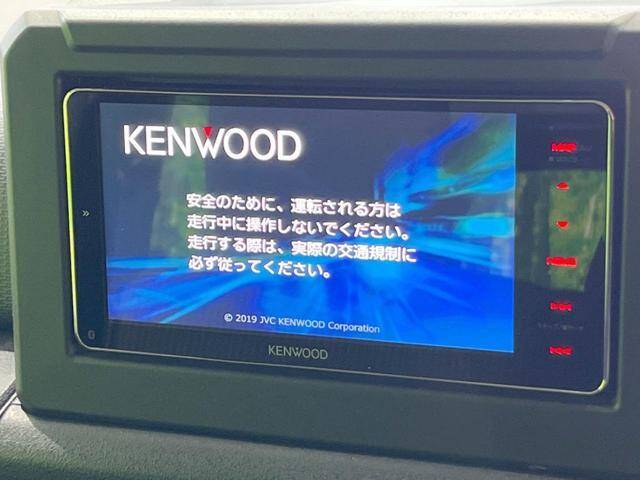 KENWOOD
安全のために、運転される方は
走行中に操作しないでください。
走行する際は、実際の交通規制に
必ず従ってください。
© 2019 JVC KENWOOD Corporation
KENWOOD